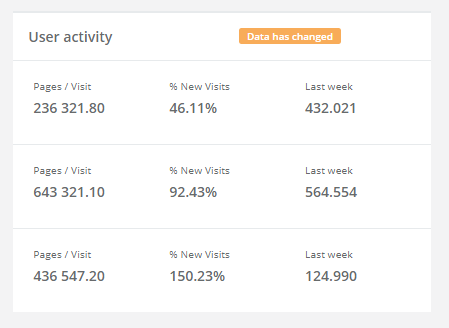 User activity Data has changed
Pages / Visit % New Visits Last week
236 321.80 46.11% 432.021
Pages / Visit % New Visits Last week
643 321.10 92.43% 564.554
Pages / Visit % New Visits Last week
436 547.20 150.23% 124.990